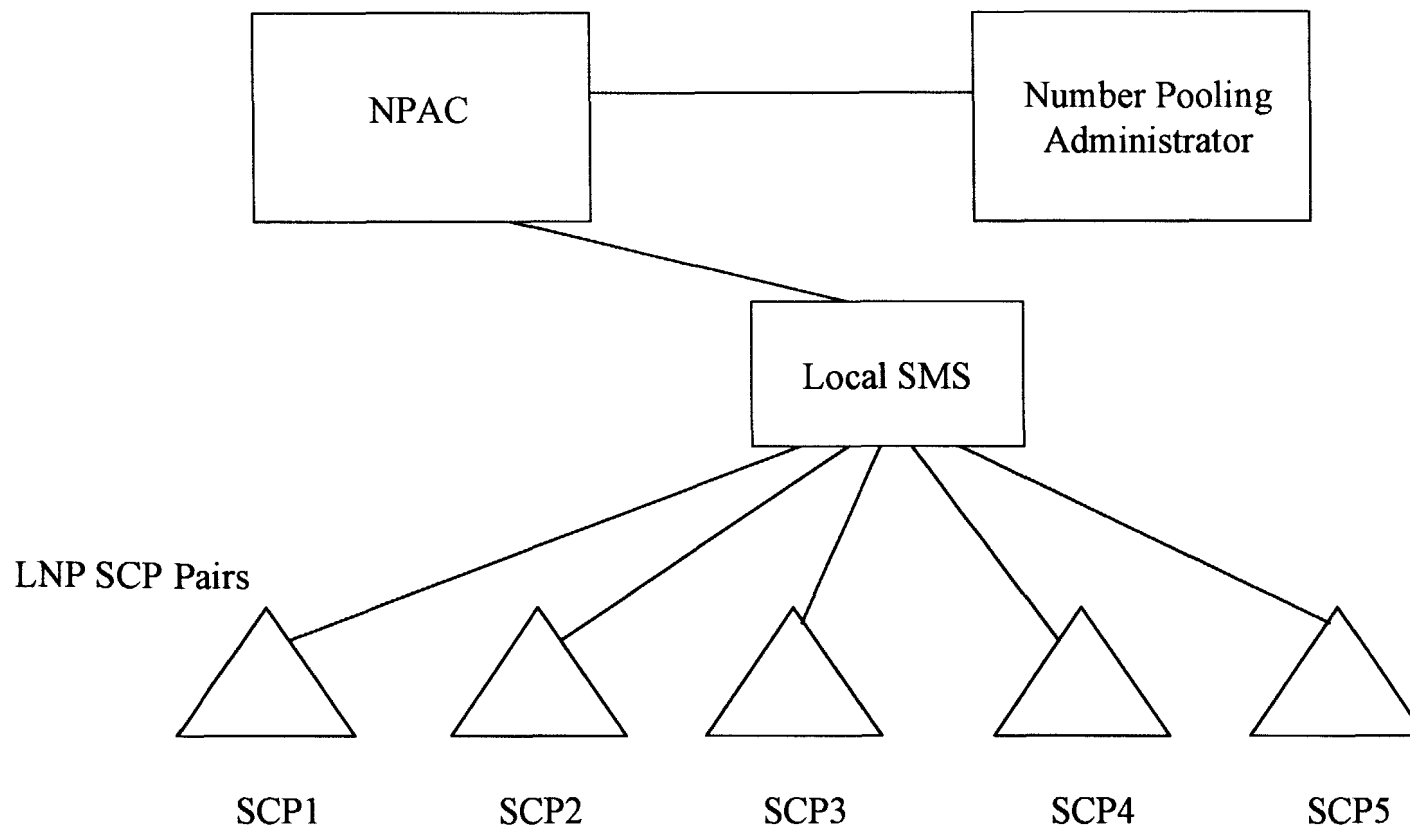 NPAC
Number Pooling
Administrator
Local SMS
LNP SCP Pairs
SCP1
SCP2
SCP3
SCP4
SCP5